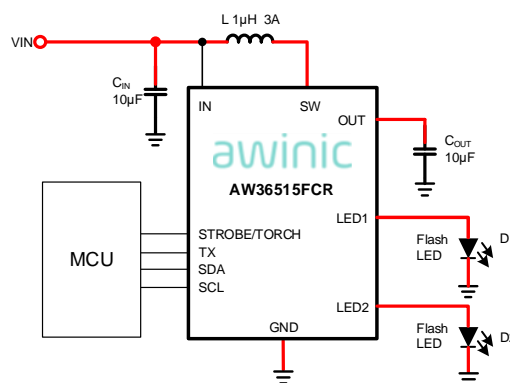 L 1µH 3A
VIN
CIN
10µF
IN
SW
OUT
COUT
10µF
awinic
AW36515FCR
LED1
Flash
LED
D
MCU
STROBE/TORCH
TX
SDA
SCL
LED2
Flash
LED
GND